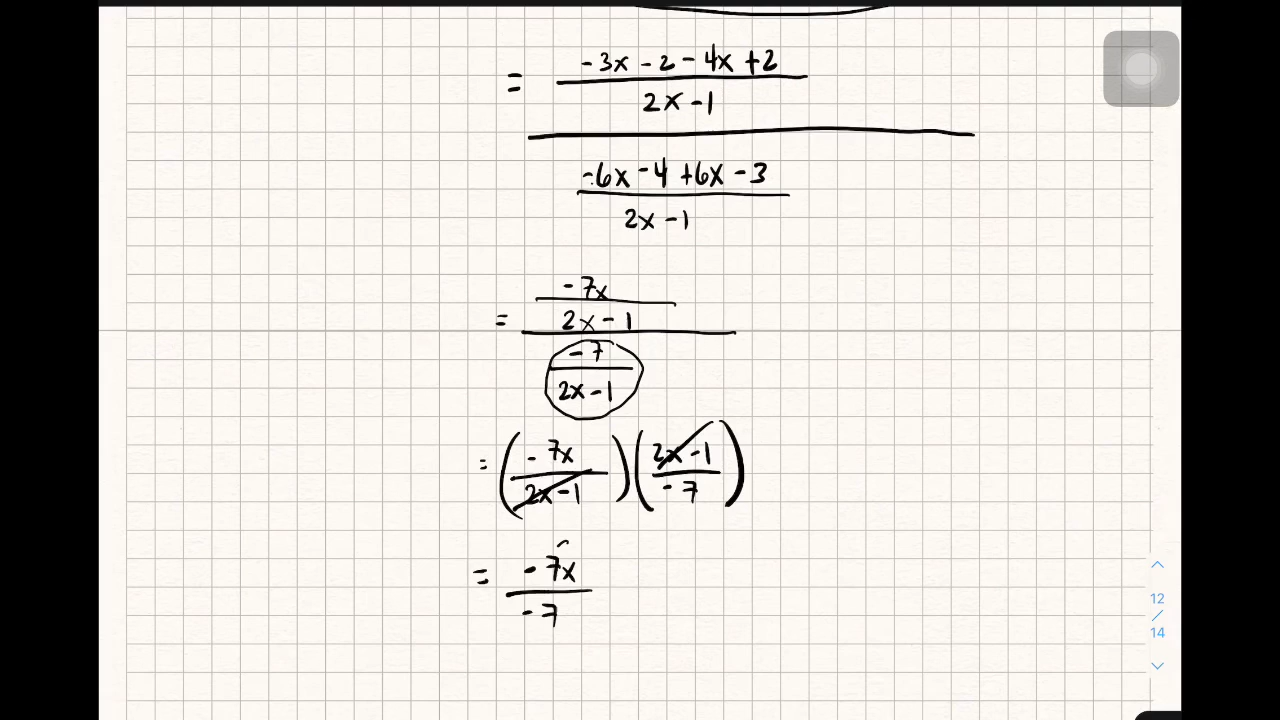 = -3x - 2 - 4x + 2
2x - 1
-6x - 4 + 6x - 3
2x - 1
-7x
= 2x - 1
-7
2x - 1
= (-7x / 2x - 1) (2x - 1 / -7)
= -7x
-7
12
/
14